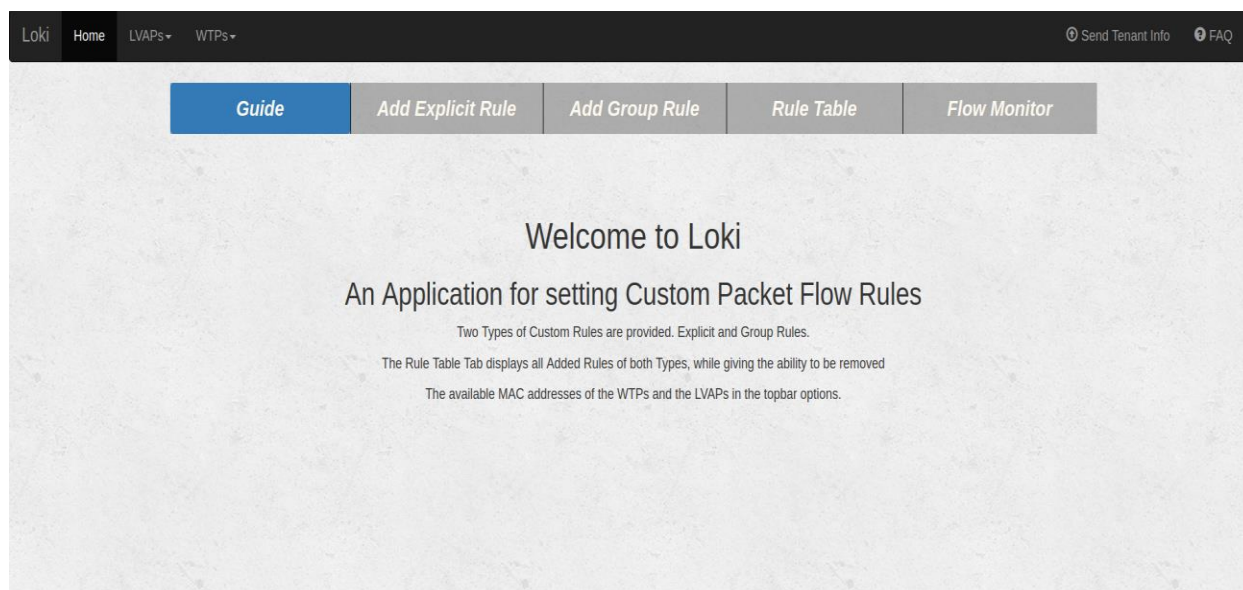 Loki Home LVAPs WTPs Send Tenant Info FAQ
Guide Add Explicit Rule Add Group Rule Rule Table Flow Monitor
Welcome to Loki
An Application for setting Custom Packet Flow Rules
Two Types of Custom Rules are provided. Explicit and Group Rules.
The Rule Table Tab displays all Added Rules of both Types, while giving the ability to be removed
The available MAC addresses of the WTPs and the LVAPs in the topbar options.